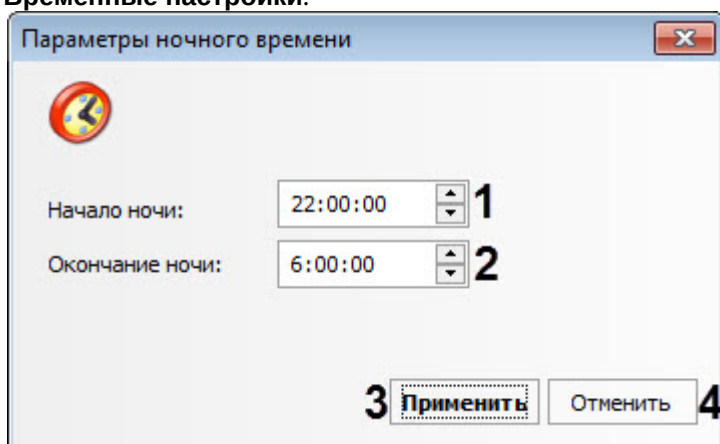 Временные настройки.
Параметры ночного времени
Начало ночи: 22:00:00 1
Окончание ночи: 6:00:00 2
3 Применить Отменить 4